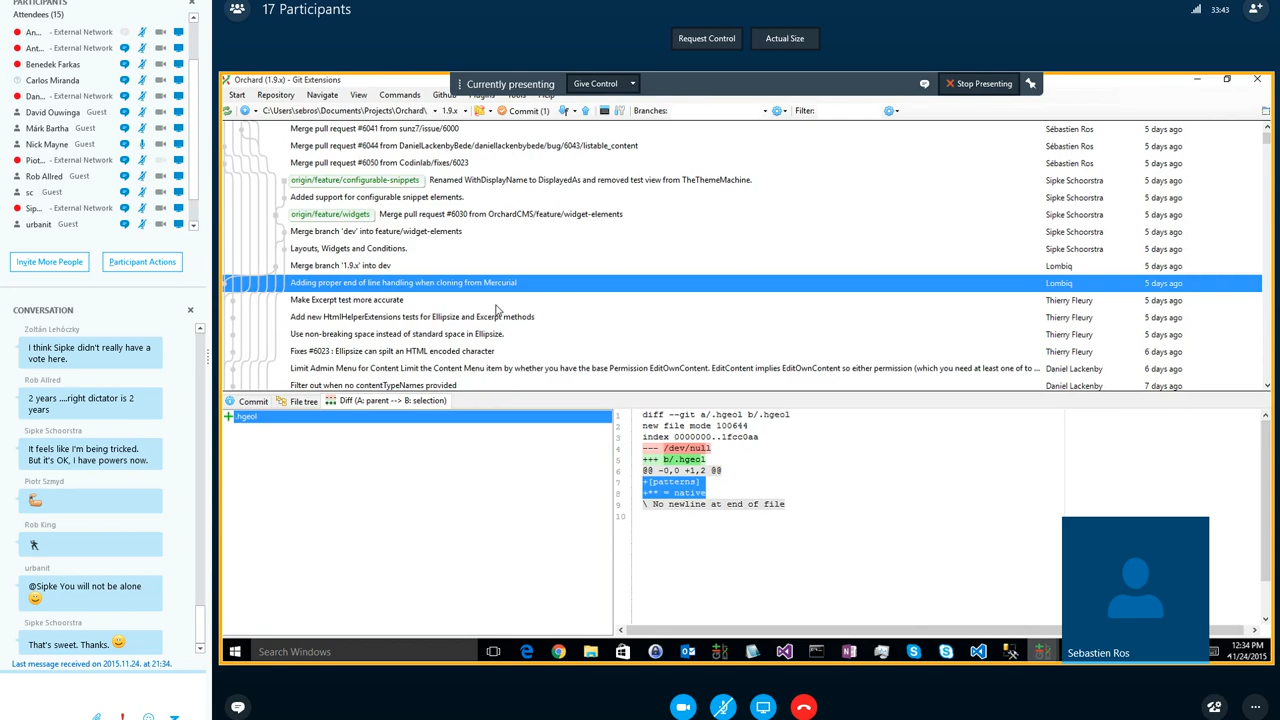 PARTICIPANTS
Attendees (15)
An... - External Network
Ant... - External Network
Benedek Farkas
Carlos Miranda
Dan... - External Network
David Ouwinga Guest
Márk Bartha Guest
Nick Mayne Guest
Piot... - External Network
Rob Allred Guest
sc Guest
Sip... - External Network
urbanit Guest
Invite More People
Participant Actions
CONVERSATION
Zoltán Lehóczky
I think Sipke didn't really have a
vote here.
Rob Allred
2 years ....right dictator is 2
years
Sipke Schoorstra
It feels like I'm being tricked.
But it's OK, I have powers now.
Piotr Szmyd
Rob King
urbanit
@Sipke You will not be alone
Sipke Schoorstra
That's sweet. Thanks.
Last message received on 2015.11.24. at 21:34.
17 Participants
33:43
Request Control
Actual Size
Orchard (1.9.x) - Git Extensions
Currently presenting
Give Control
Stop Presenting
Start Repository Navigate View Commands Github Plugins Tools Help
C:\Users\sebros\Documents\Projects\Orchard\ 1.9.x Commit (1) Branches: Filter:
Merge pull request #6041 from sunz7/issue/6000 Sébastien Ros 5 days ago
Merge pull request #6044 from DanielLackenbyBede/daniellackenbybede/bug/6043/listable_content Sébastien Ros 5 days ago
Merge pull request #6050 from Codinlab/fixes/6023 Sébastien Ros 5 days ago
origin/feature/configurable-snippets Renamed WithDisplayName to DisplayedAs and removed test view from TheThemeMachine. Sipke Schoorstra 5 days ago
Added support for configurable snippet elements. Sipke Schoorstra 5 days ago
origin/feature/widgets Merge pull request #6030 from OrchardCMS/feature/widget-elements Sipke Schoorstra 5 days ago
Merge branch 'dev' into feature/widget-elements Sipke Schoorstra 5 days ago
Layouts, Widgets and Conditions. Sipke Schoorstra 5 days ago
Merge branch '1.9.x' into dev Lombiq 5 days ago
Adding proper end of line handling when cloning from Mercurial Lombiq 5 days ago
Make Excerpt test more accurate Thierry Fleury 5 days ago
Add new HtmlHelperExtensions tests for Ellipsize and Excerpt methods Thierry Fleury 5 days ago
Use non-breaking space instead of standard space in Ellipsize. Thierry Fleury 5 days ago
Fixes #6023 : Ellipsize can spilt an HTML encoded character Thierry Fleury 6 days ago
Limit Admin Menu for Content Limit the Content Menu item by whether you have the base Permission EditOwnContent. EditContent implies EditOwnContent so either permission (which you need at least one of to ... Daniel Lackenby 6 days ago
Filter out when no contentTypeNames provided Daniel Lackenby 7 days ago
Commit File tree Diff (A: parent --> B: selection)
.hgeol
1 diff --git a/.hgeol b/.hgeol
2 new file mode 100644
3 index 0000000..1fcc0aa
4 --- /dev/null
5 +++ b/.hgeol
6 @@ -0,0 +1,2 @@
7 +[patterns]
8 +** = native
9 \ No newline at end of file
10
Sebastien Ros
Search Windows
12:34 PM
11/24/2015